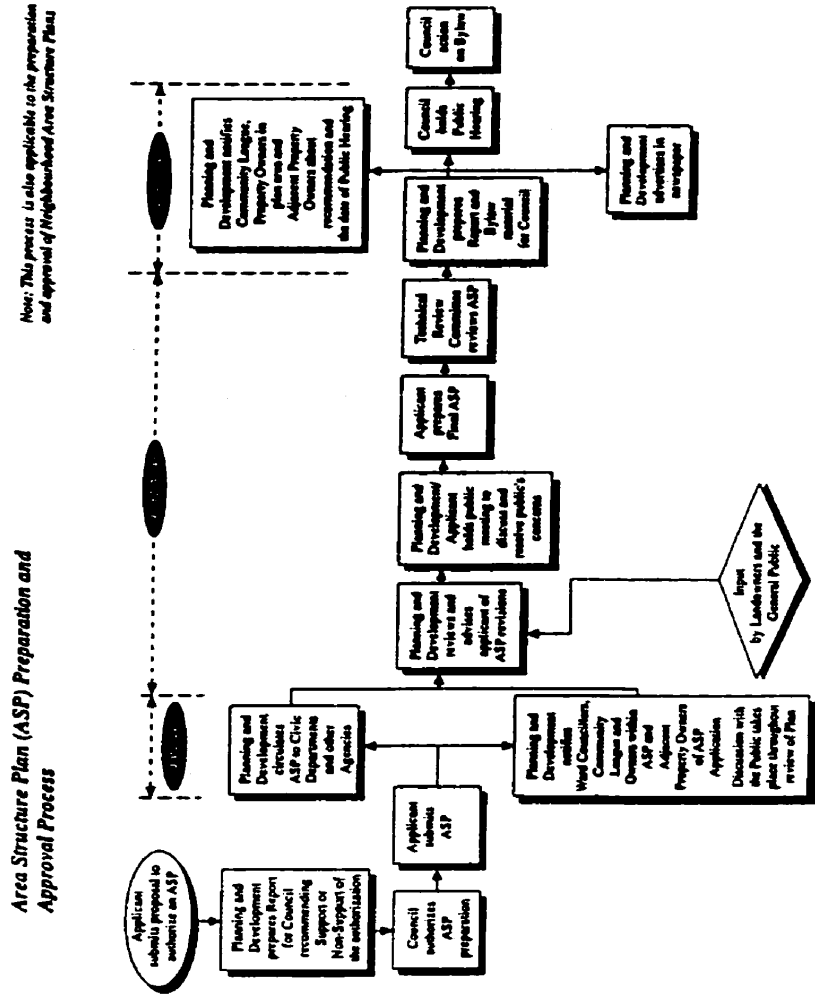 Area Structure Plan (ASP) Preparation and
Approval Process
Note: This process is also applicable to the preparation
and approval of Neighbourhood Area Structure Plans
Applicant
submits proposal to
authorize an ASP
Planning and
Development
prepares Report
for Council
recommending
Support or
Non-Support of
the authorization
Council
authorizes
ASP
preparation
Applicant
submits
ASP
Planning and
Development
circulates
ASP to Civic
Departments
and other
Agencies
Planning and
Development
notifies
Ward Councillors,
Community
League and
Owners within
ASP and
Adjacent
Property Owners
of ASP
Application
Discussion with
the Public takes
place throughout
review of Plan
Planning and
Development
reviews and
advises
applicant of
ASP revisions
Input
by Landowners and the
General Public
Planning and
Development/
Applicant
holds public
meeting to
discuss and
receive public's
concerns
Applicant
prepares
Final ASP
Technical
Review
Committee
reviews ASP
Planning and
Development
prepares
Report and
Bylaw
material
for Council
Planning and
Development notifies
Community League,
Property Owners in
plan area and
Adjacent Property
Owners about
recommendation and
the date of Public Hearing
Planning and
Development
advertises in
newspaper
Council
holds
Public
Hearing
Council
action
on Bylaw